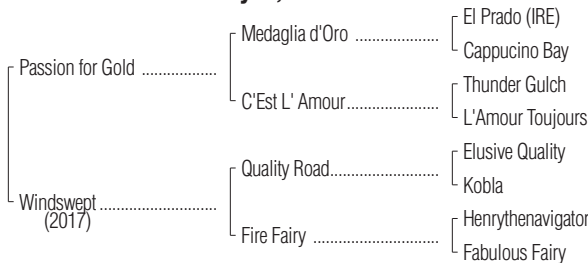 El Prado (IRE)
Medaglia d'Oro ..................
Cappucino Bay
Passion for Gold ................
Thunder Gulch
C'Est L' Amour.....................
L'Amour Toujours
Elusive Quality
Quality Road.........................
Kobla
Windswept ...........................
(2017)
Henrythenavigator
Fire Fairy .............................
Fabulous Fairy